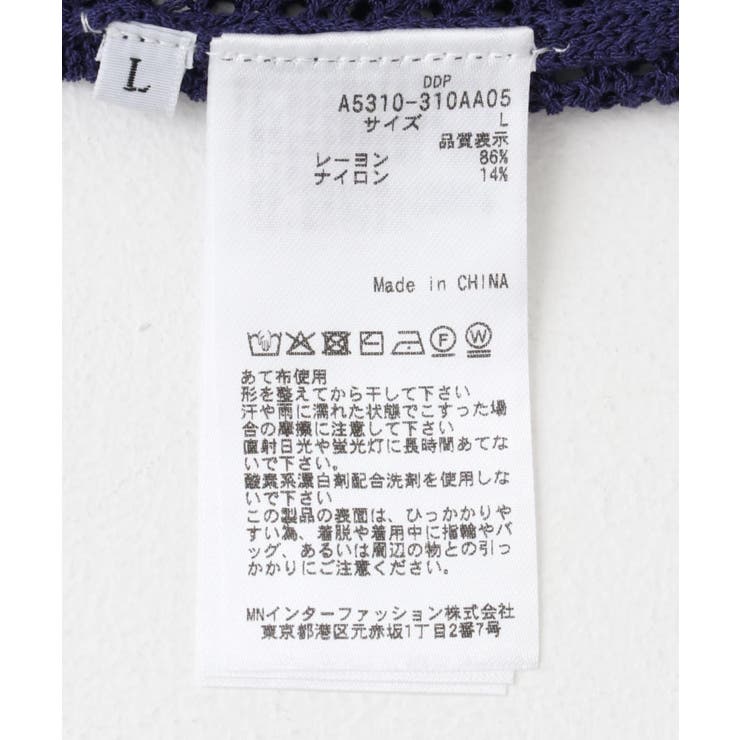 L
DDP
A5310-310AA05
サイズ L
品質表示
レーヨン 86%
ナイロン 14%
Made in CHINA
F W
あて布使用
形を整えてから干して下さい
汗や雨に濡れた状態でこすった場
合の摩擦に注意して下さい
直射日光や蛍光灯に長時間あてな
いで下さい。
酸素系漂白剤配合洗剤を使用しな
いで下さい
この製品の表面は、ひっかかりや
すい為、着脱や着用中に指輪やバ
ッグ、あるいは周辺の物との引っ
かかりにご注意ください。
MNインターファッション株式会社
東京都港区元赤坂1丁目2番7号